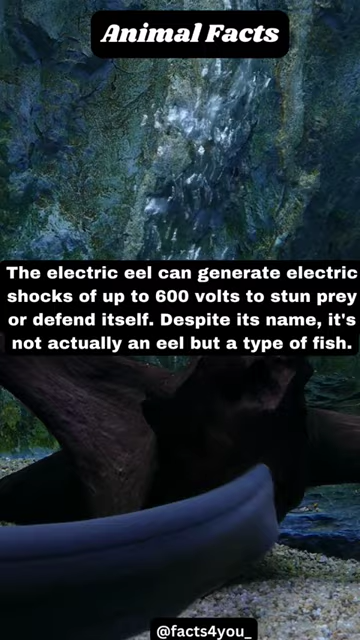 Animal Facts
The electric eel can generate electric
shocks of up to 600 volts to stun prey
or defend itself. Despite its name, it's
not actually an eel but a type of fish.
@facts4you_